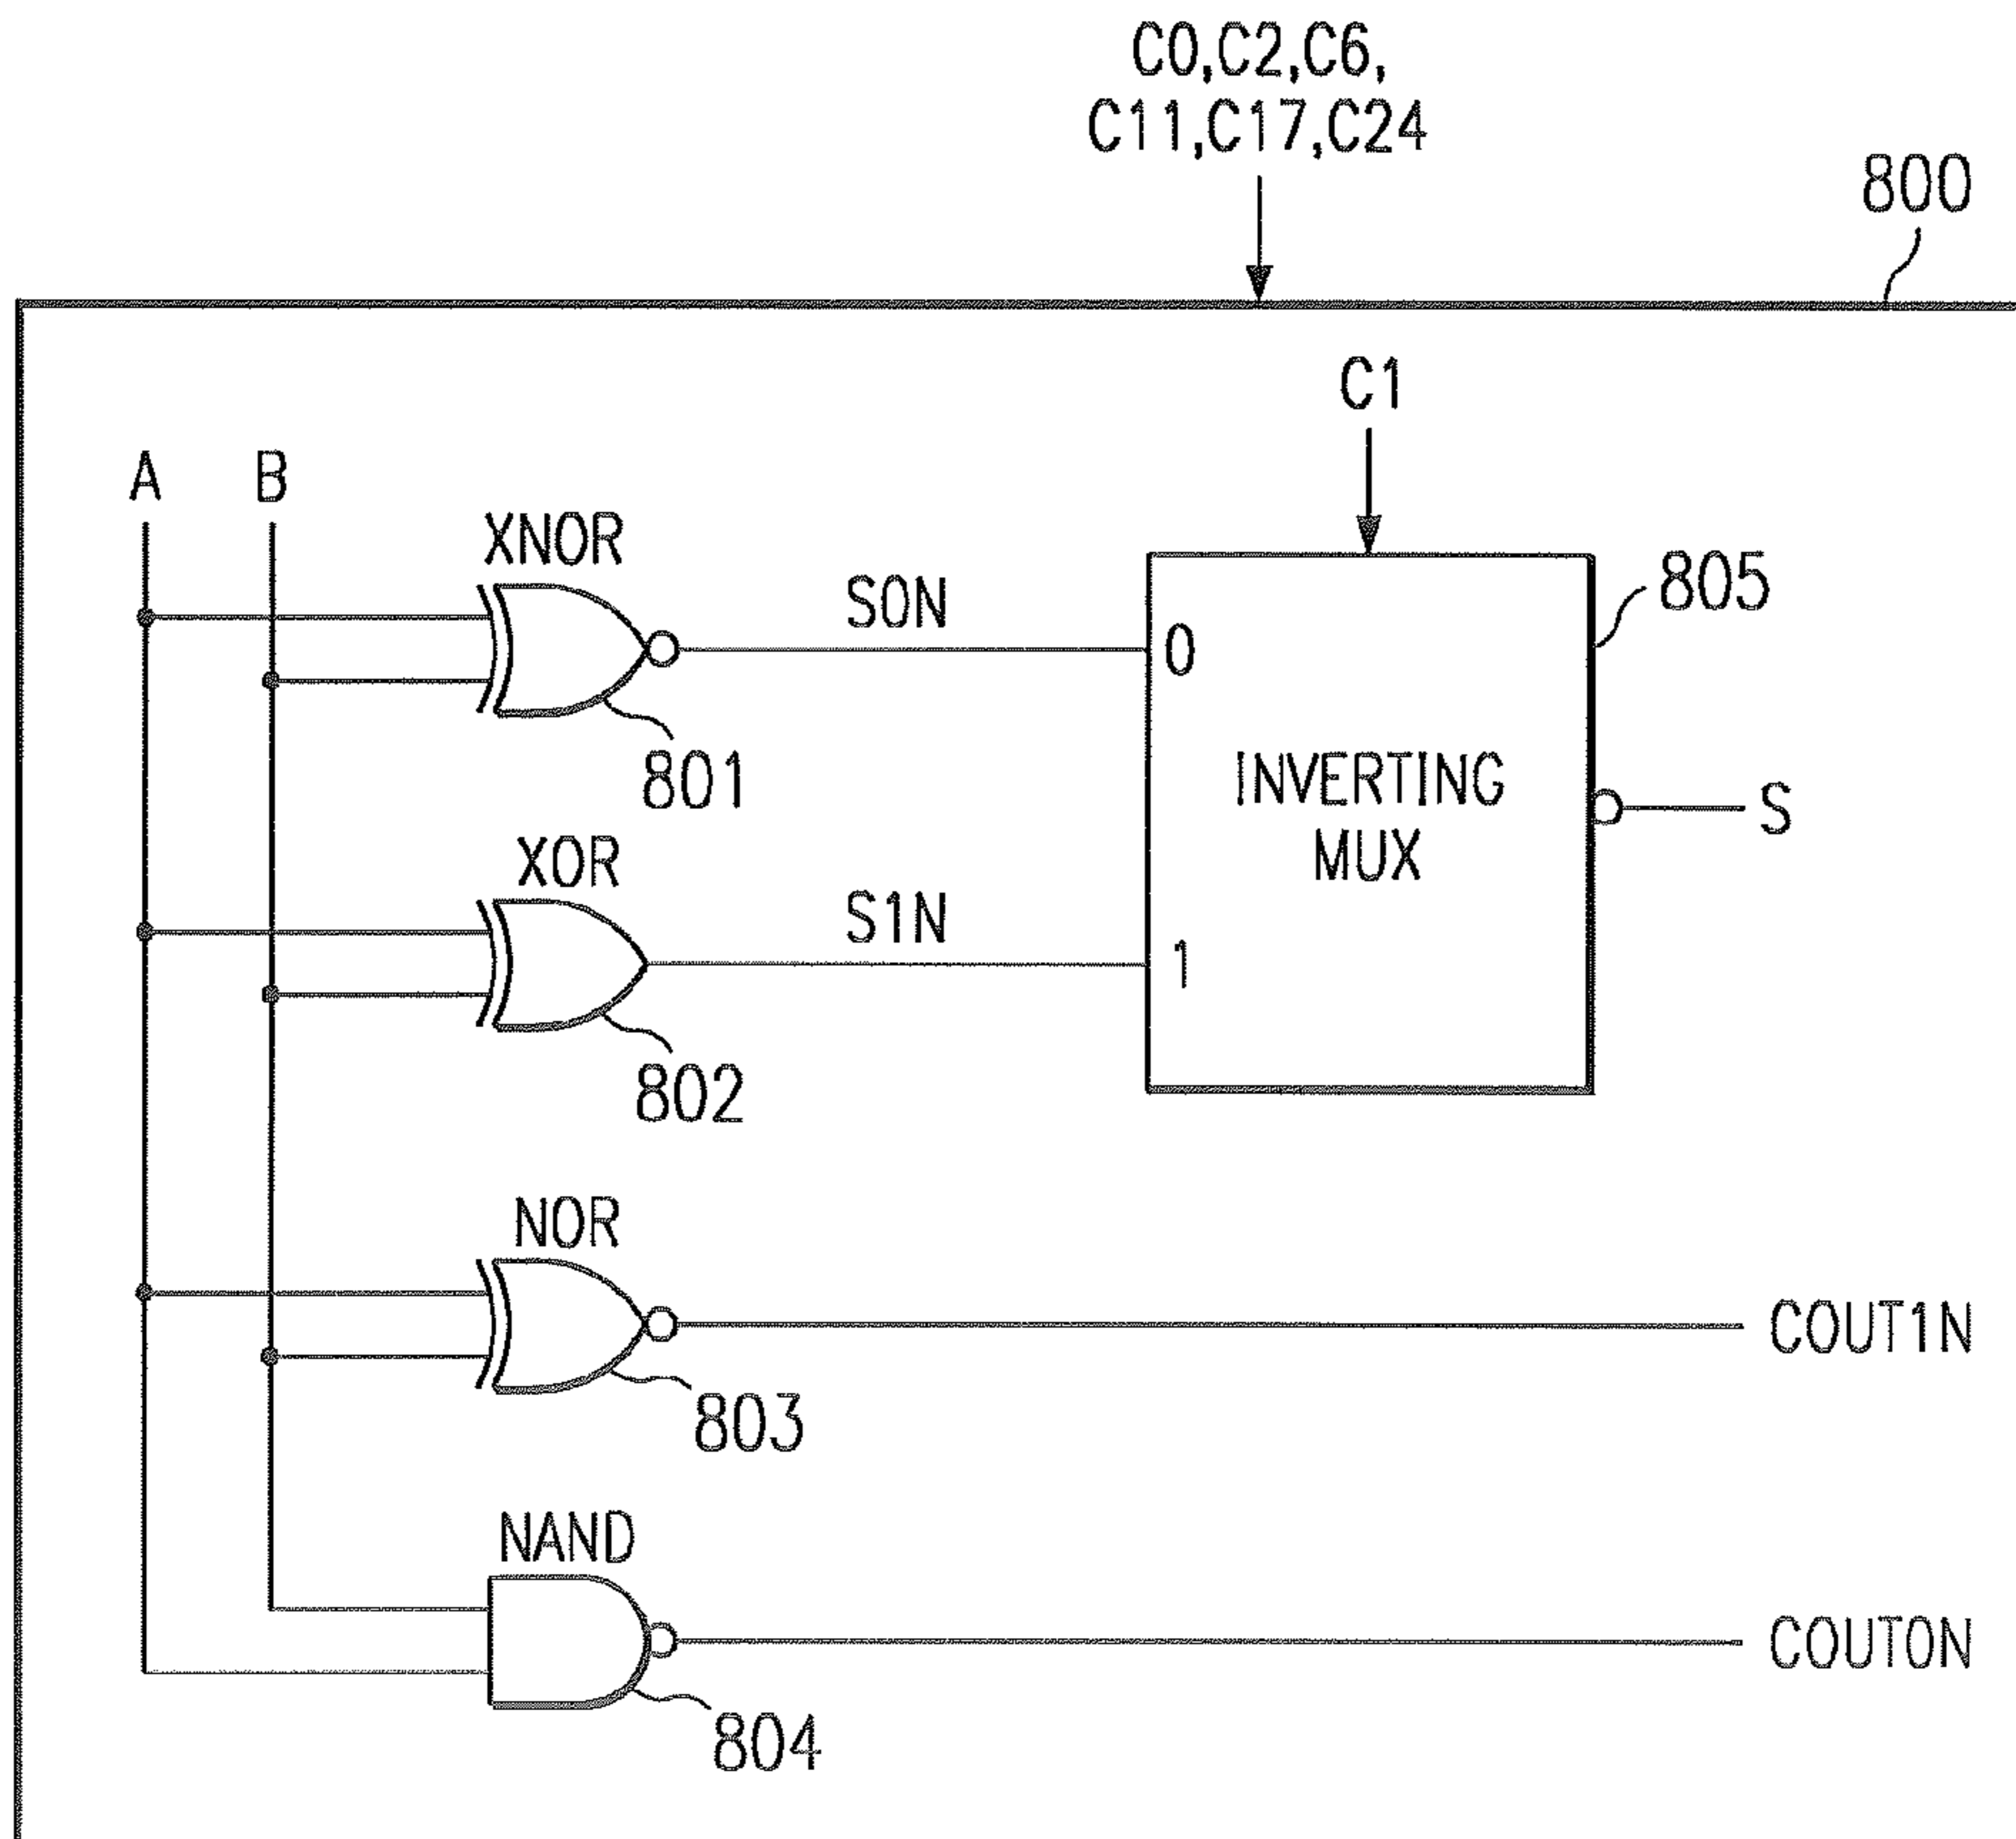 C0,C2,C6,
C11,C17,C24
800
C1
A
B
XNOR
S0N
805
0
801
INVERTING
MUX
S
XOR
S1N
1
802
NOR
COUT1N
803
NAND
COUT0N
804